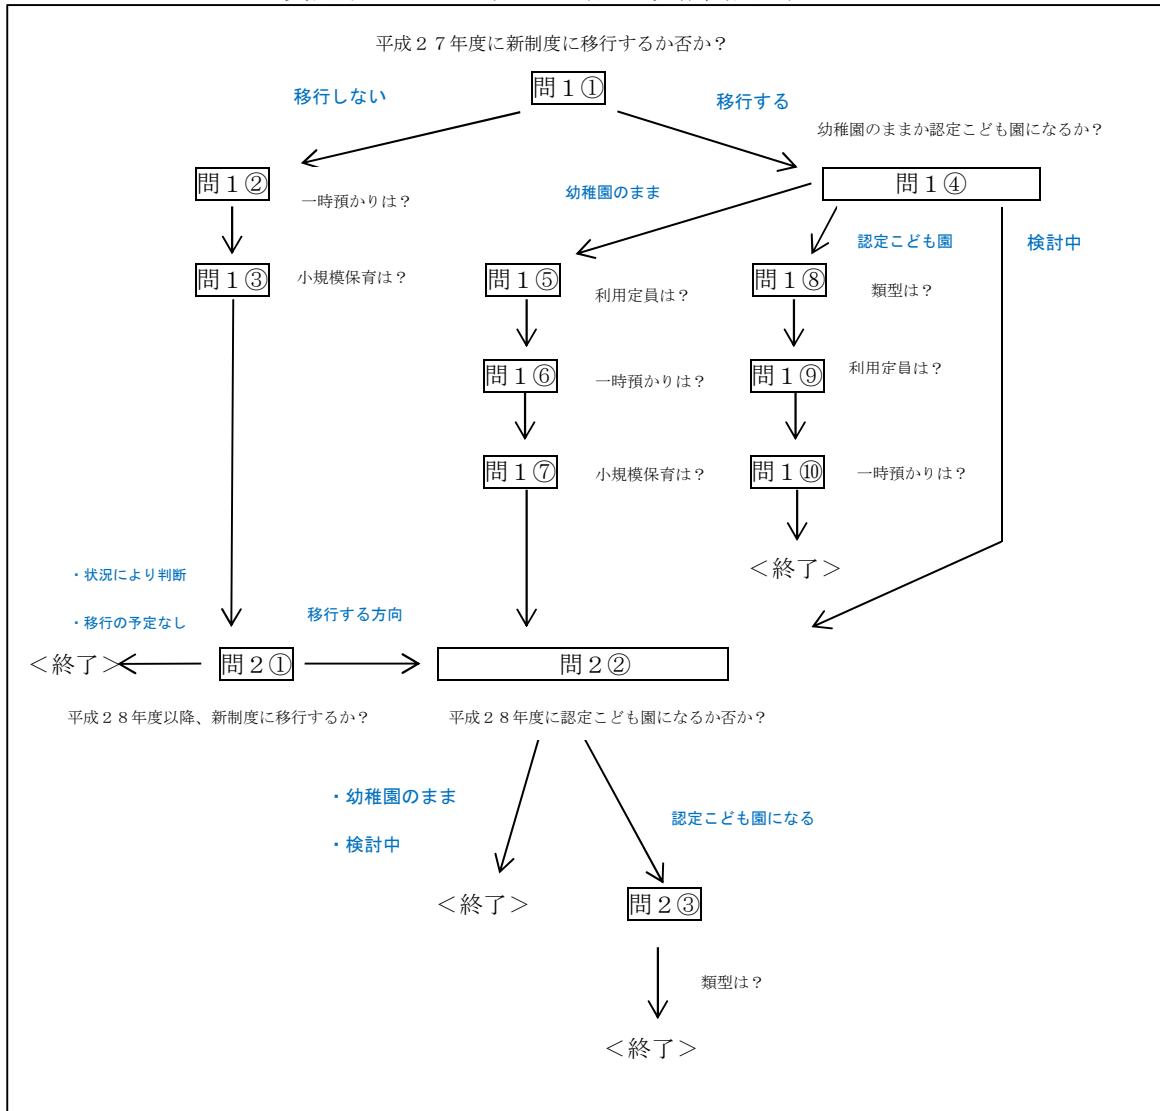 平成２７年度に新制度に移行するか否か？
問１①
移行しない
移行する
幼稚園のままか認定こども園になるか？
問１②
一時預かりは？
幼稚園のまま
問１④
認定こども園
検討中
問１③
小規模保育は？
問１⑤
利用定員は？
問１⑧
類型は？
問１⑥
一時預かりは？
問１⑨
利用定員は？
問１⑦
小規模保育は？
問１⑩
一時預かりは？
＜終了＞
・状況により判断
・移行の予定なし
移行する方向
＜終了＞
問２①
問２②
平成２８年度以降、新制度に移行するか？
平成２８年度に認定こども園になるか否か？
・幼稚園のまま
・検討中
認定こども園になる
＜終了＞
問２③
類型は？
＜終了＞